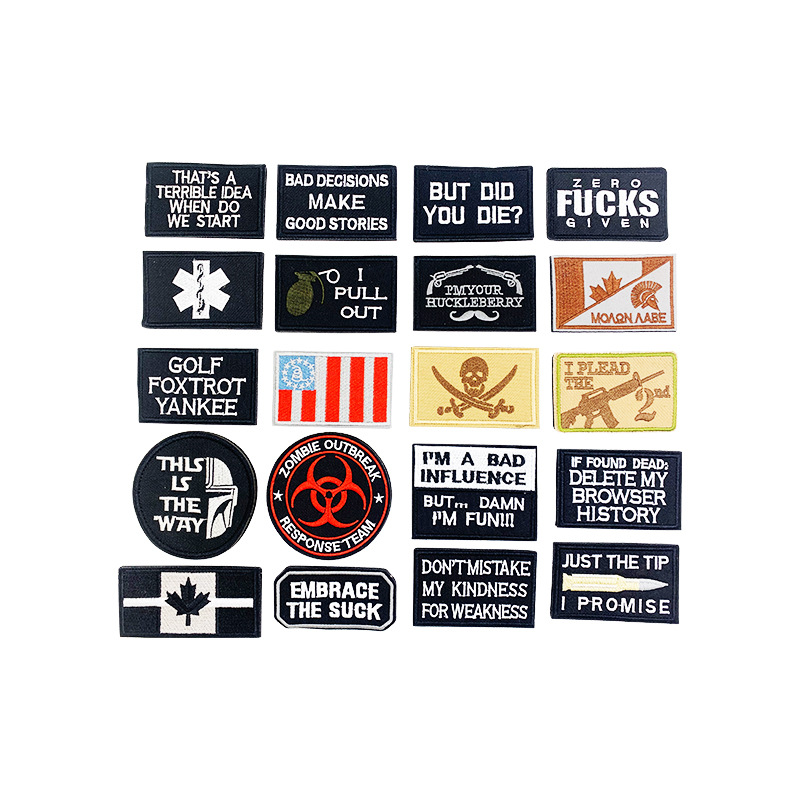 THAT'S A
TERRIBLE IDEA
WHEN DO
WE START
BAD DECISIONS
MAKE
GOOD STORIES
BUT DID
YOU DIE?
ZERO
FUCKS
GIVEN
I
PULL
OUT
I'M YOUR
HUCKLEBERRY
ΜΟΛΩΝ ΛΑΒΕ
GOLF
FOXTROT
YANKEE
I PLEAD
THE
2nd
THIS
IS
THE
WAY
ZOMBIE OUTBREAK
RESPONSE TEAM
I'M A BAD
INFLUENCE
BUT... DAMN
I'M FUN!!!
IF FOUND DEAD:
DELETE MY
BROWSER
HISTORY
EMBRACE
THE SUCK
DON'T MISTAKE
MY KINDNESS
FOR WEAKNESS
JUST THE TIP
I PROMISE